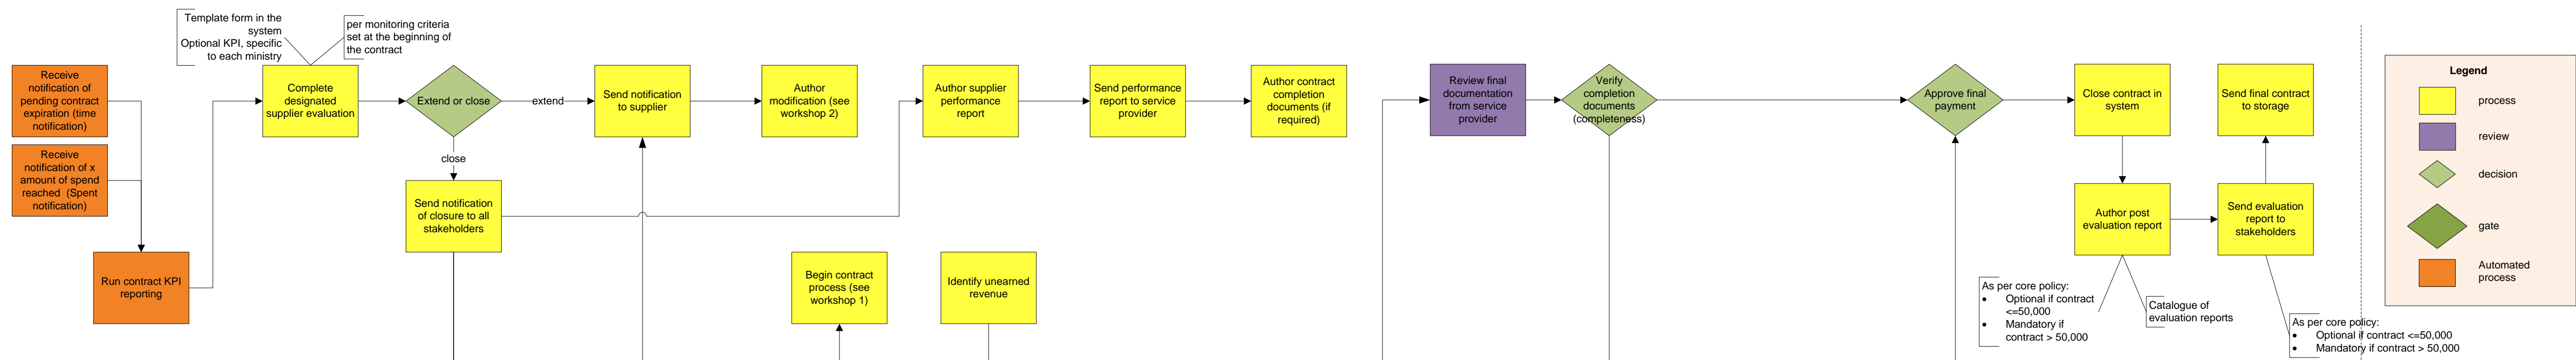 Template form in the
system
Optional KPI, specific
to each ministry
per monitoring criteria
set at the beginning of
the contract
Receive
notification of
pending contract
expiration (time
notification)
Receive
notification of x
amount of spend
reached (Spent
notification)
Run contract KPI
reporting
Complete
designated
supplier evaluation
Extend or close
extend
close
Send notification
of closure to all
stakeholders
Send notification
to supplier
Author
modification (see
workshop 2)
Begin contract
process (see
workshop 1)
Author supplier
performance
report
Identify unearned
revenue
Send performance
report to service
provider
Author contract
completion
documents (if
required)
Review final
documentation
from service
provider
Verify
completion
documents
(completeness)
Approve final
payment
Close contract in
system
Author post
evaluation report
As per core policy:
• Optional if contract
<=50,000
• Mandatory if
contract > 50,000
Catalogue of
evaluation reports
Send final contract
to storage
Send evaluation
report to
stakeholders
As per core policy:
• Optional if contract <=50,000
• Mandatory if contract > 50,000
Legend
process
review
decision
gate
Automated
process